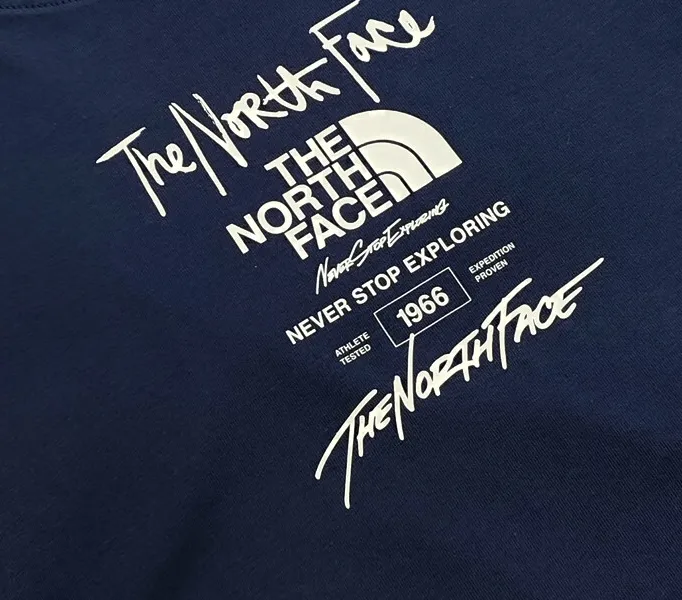 The North Face
THE
NORTH
FACE
NEVER STOP EXPLORING
NEVER STOP EXPLORING
ATHLETE
TESTED
1966
EXPEDITION
PROVEN
THE NORTH FACE